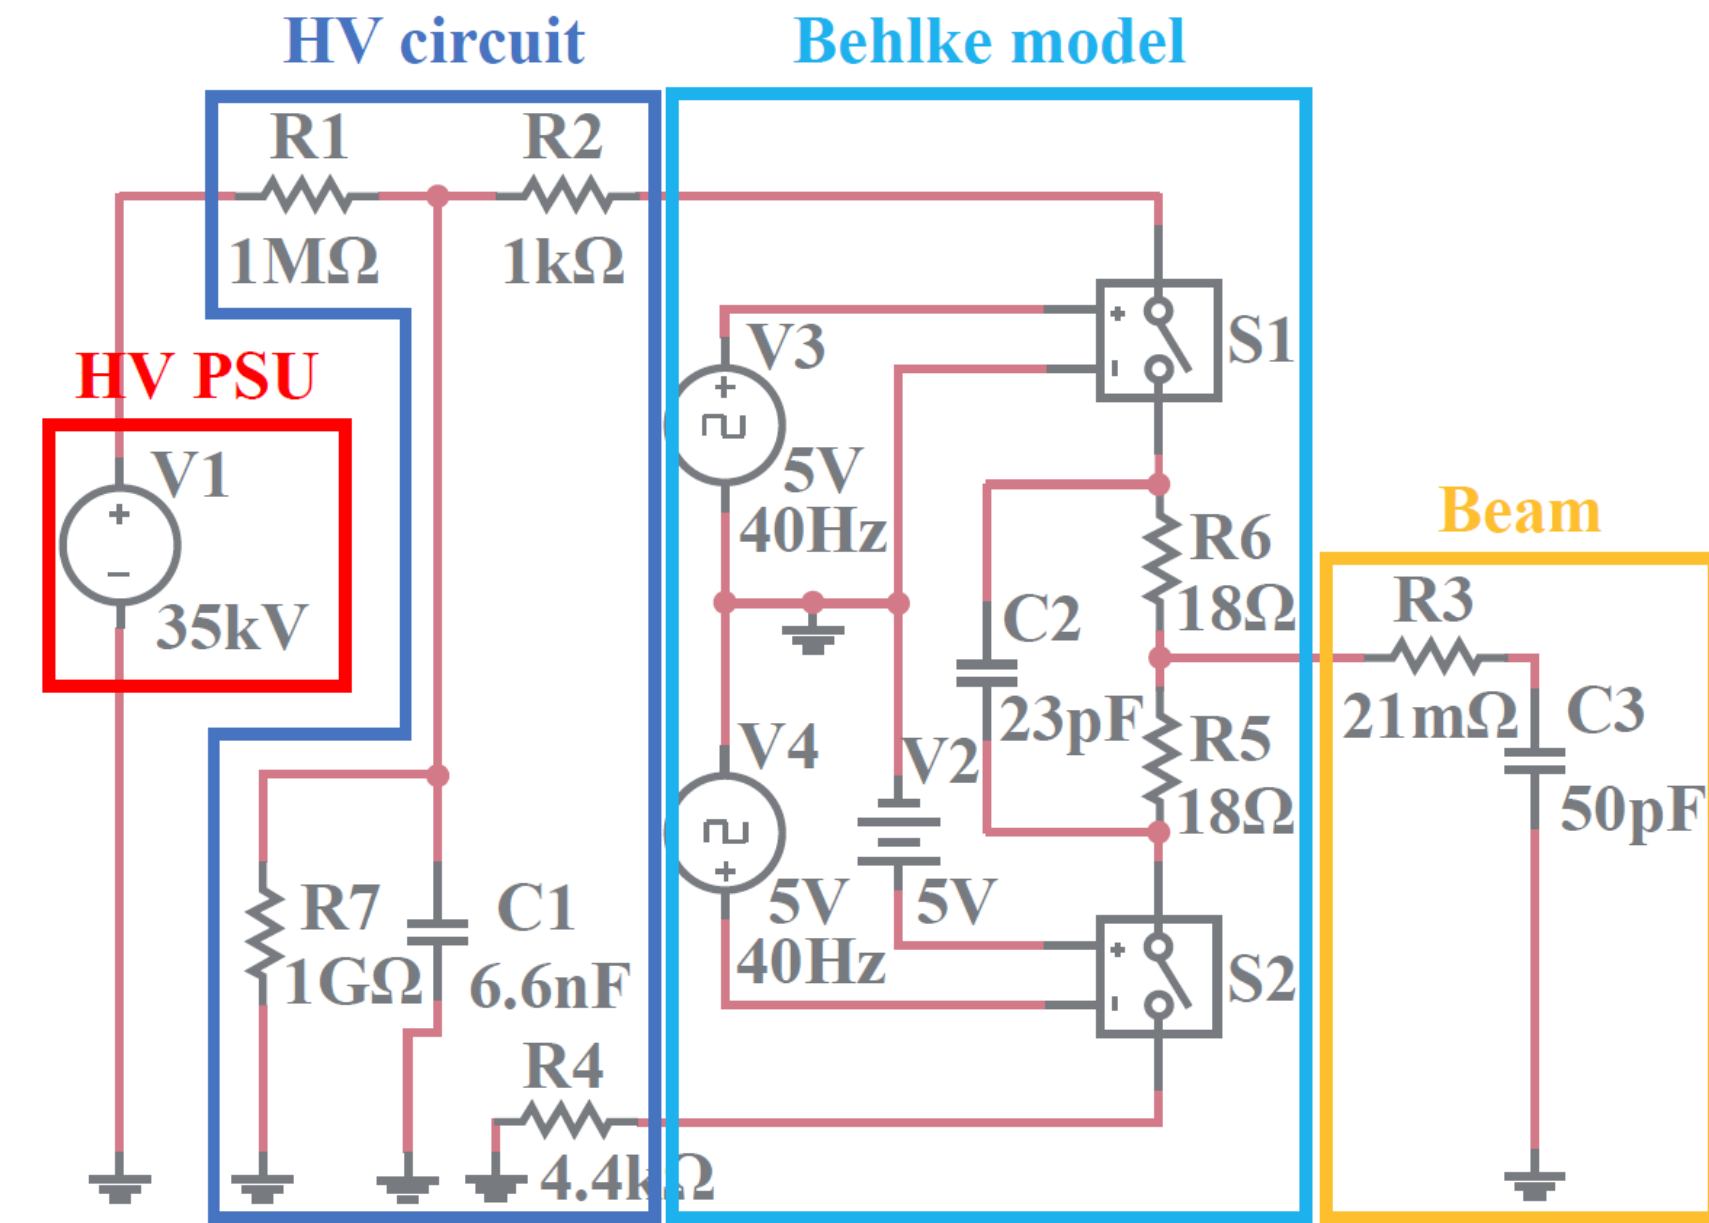 HV circuit
Behlke model
R1
R2
1MΩ
1kΩ
HV PSU
V1
+
−
35kV
V3
+
5V
40Hz
+
-
S1
R6
18Ω
C2
23pF
Beam
R3
21mΩ
C3
50pF
R5
18Ω
V4
+
5V
40Hz
V2
5V
+
-
S2
R7
1GΩ
C1
6.6nF
R4
4.4kΩ